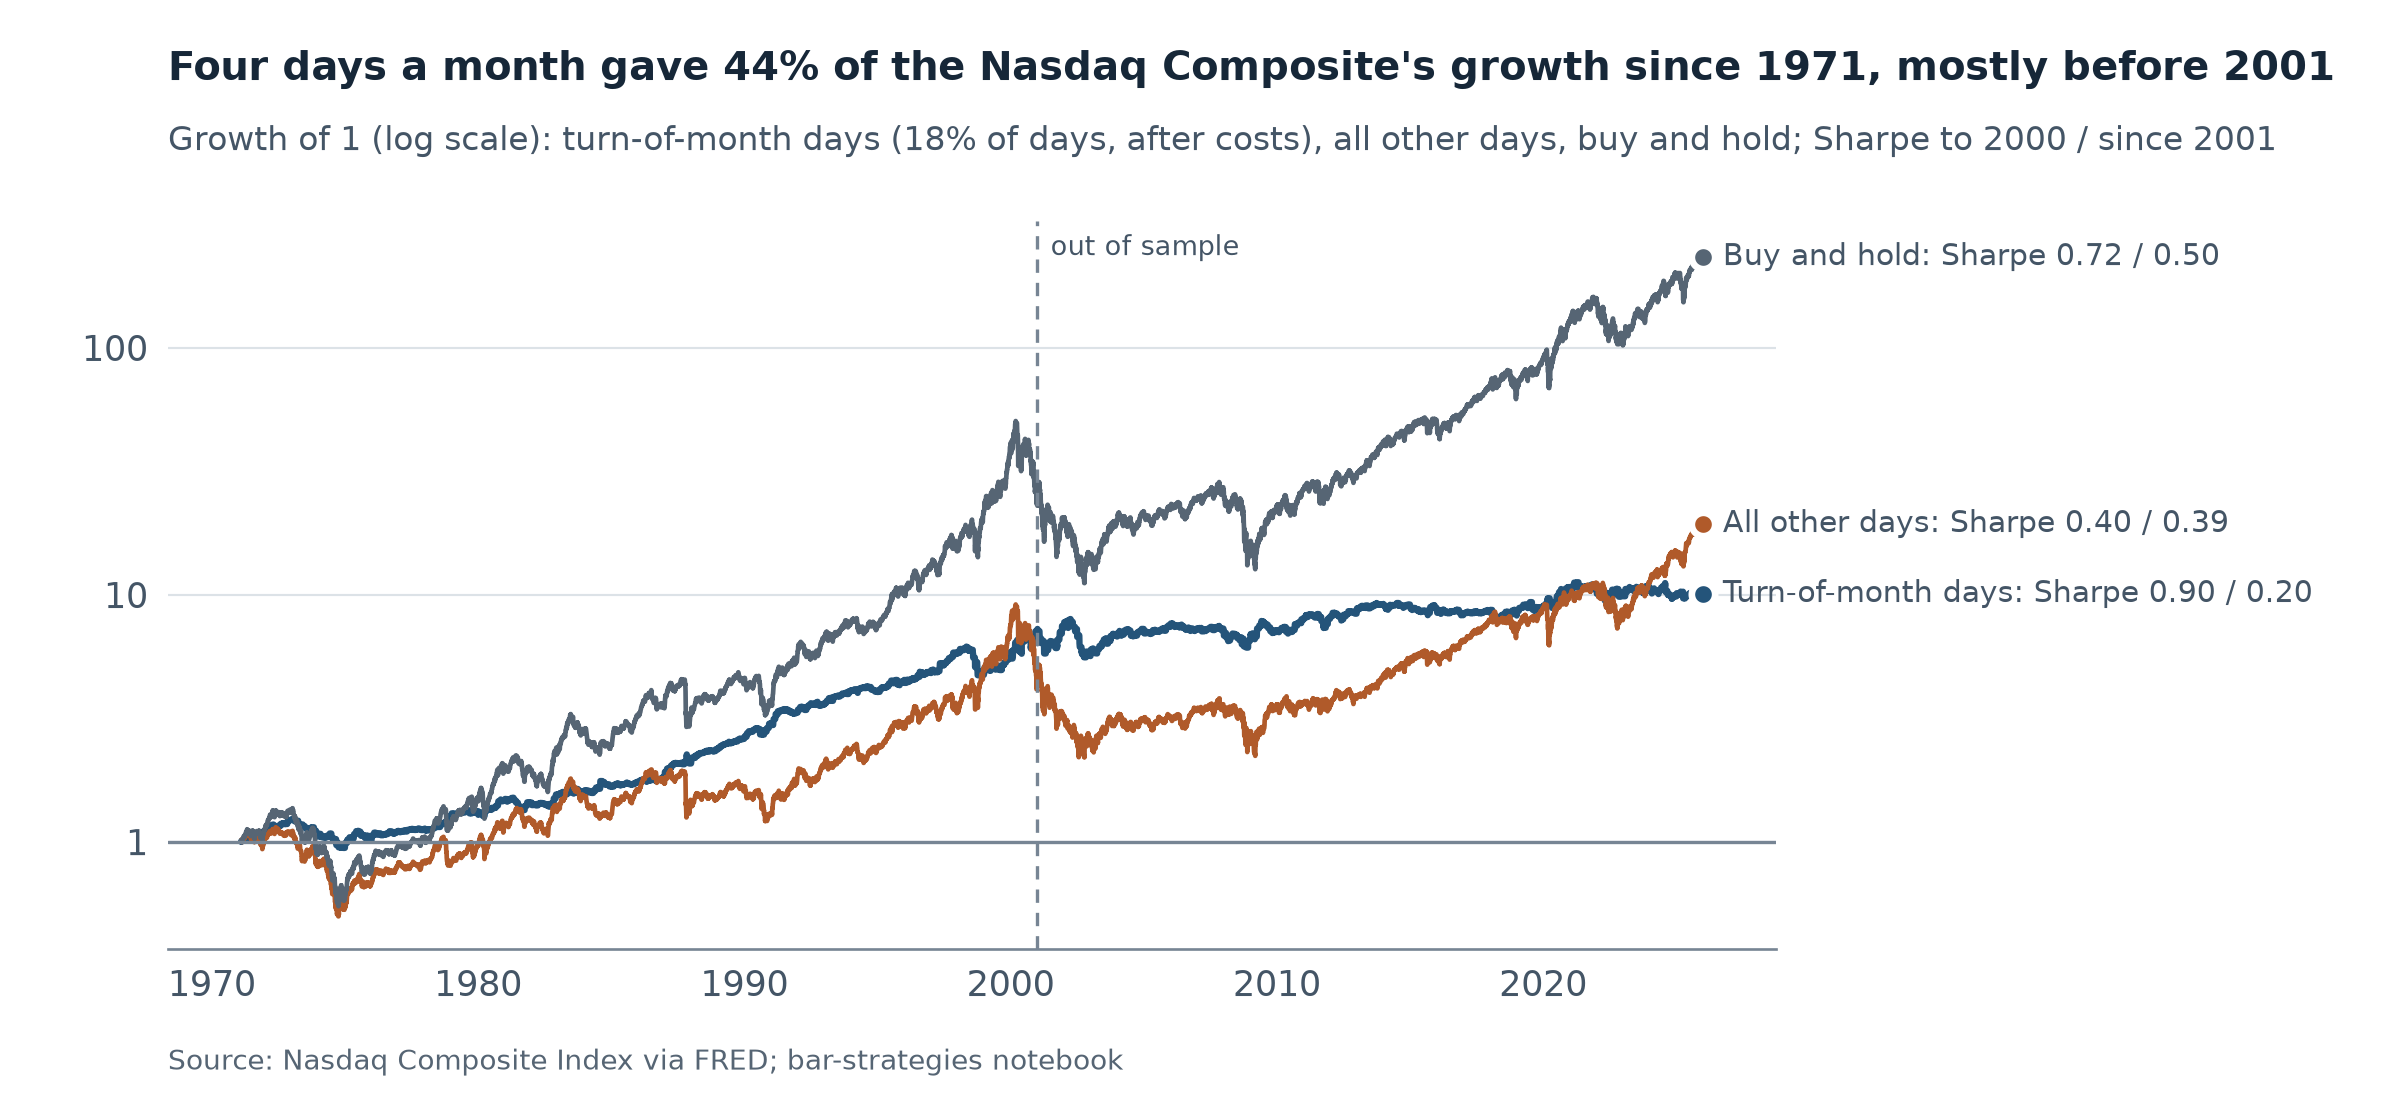 Four days a month gave 44% of the Nasdaq Composite's growth since 1971, mostly before 2001
Growth of 1 (log scale): turn-of-month days (18% of days, after costs), all other days, buy and hold; Sharpe to 2000 / since 2001
out of sample
Buy and hold: Sharpe 0.72 / 0.50
100
All other days: Sharpe 0.40 / 0.39
10
Turn-of-month days: Sharpe 0.90 / 0.20
1
1970 1980 1990 2000 2010 2020
Source: Nasdaq Composite Index via FRED; bar-strategies notebook